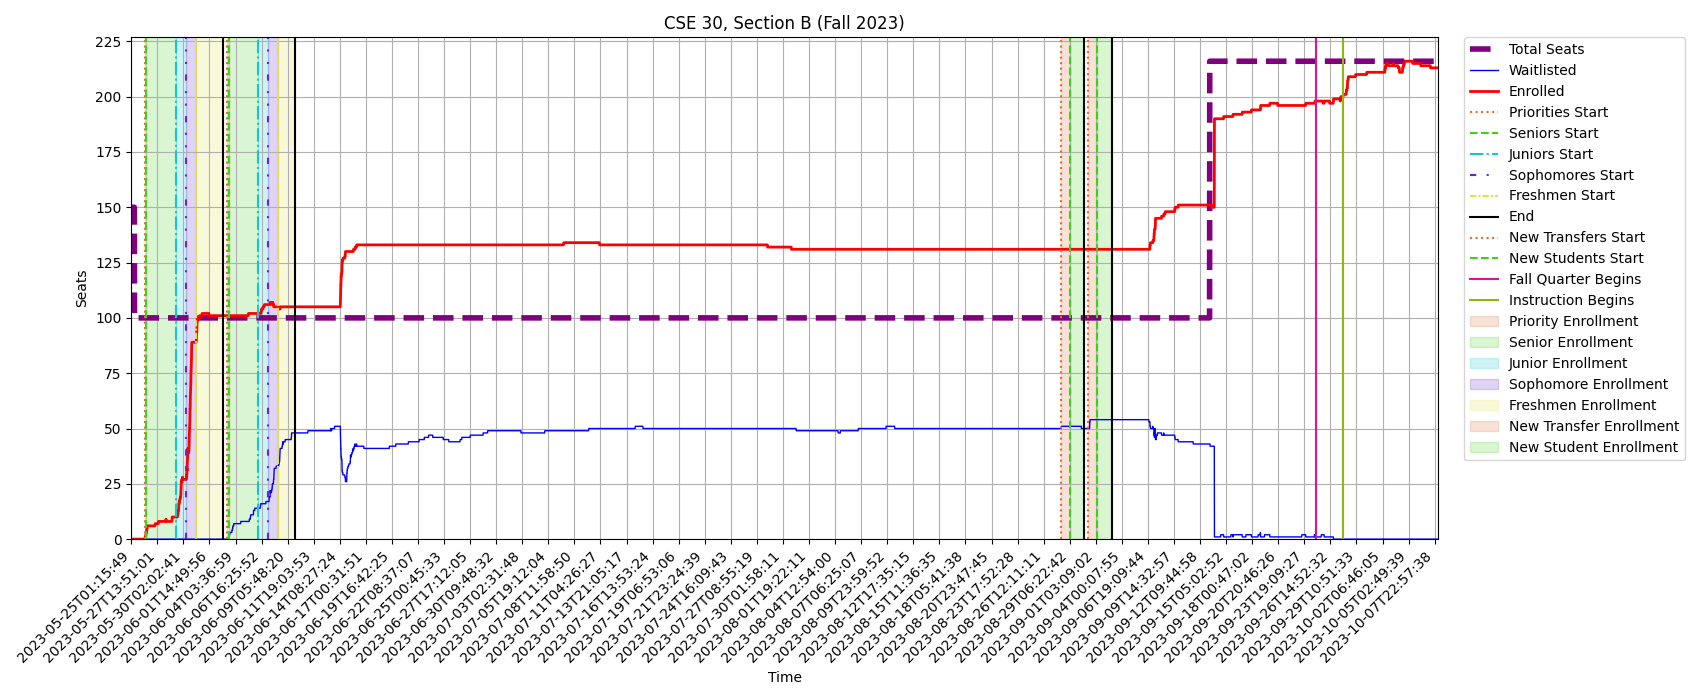 CSE 30, Section B (Fall 2023)
225
200
175
150
125
100
75
50
25
0
Seats
2023-05-25T01:15:49
2023-05-27T13:51:01
2023-05-30T02:02:41
2023-06-01T14:49:56
2023-06-04T03:36:59
2023-06-06T16:25:52
2023-06-09T05:48:20
2023-06-11T19:03:53
2023-06-14T08:27:24
2023-06-17T00:31:51
2023-06-19T16:42:25
2023-06-22T08:37:07
2023-06-25T00:45:33
2023-06-27T17:12:05
2023-06-30T09:48:32
2023-07-03T02:31:48
2023-07-05T19:12:04
2023-07-08T11:58:50
2023-07-11T04:26:27
2023-07-13T21:05:17
2023-07-16T13:53:24
2023-07-19T06:53:06
2023-07-21T23:24:39
2023-07-24T16:09:43
2023-07-27T08:55:19
2023-07-30T01:58:11
2023-08-01T19:22:11
2023-08-04T12:54:00
2023-08-07T06:25:07
2023-08-09T23:59:52
2023-08-12T17:35:15
2023-08-15T11:36:35
2023-08-18T05:41:38
2023-08-20T23:47:45
2023-08-23T17:52:28
2023-08-26T12:11:11
2023-08-29T06:22:42
2023-09-01T03:09:02
2023-09-04T00:07:55
2023-09-06T19:09:44
2023-09-09T14:32:57
2023-09-12T09:44:58
2023-09-15T05:02:52
2023-09-18T00:47:02
2023-09-20T20:46:26
2023-09-23T19:09:27
2023-09-26T14:52:32
2023-09-29T10:51:33
2023-10-02T06:46:05
2023-10-05T02:49:39
2023-10-07T22:57:38
Time
Total Seats
Waitlisted
Enrolled
Priorities Start
Seniors Start
Juniors Start
Sophomores Start
Freshmen Start
End
New Transfers Start
New Students Start
Fall Quarter Begins
Instruction Begins
Priority Enrollment
Senior Enrollment
Junior Enrollment
Sophomore Enrollment
Freshmen Enrollment
New Transfer Enrollment
New Student Enrollment